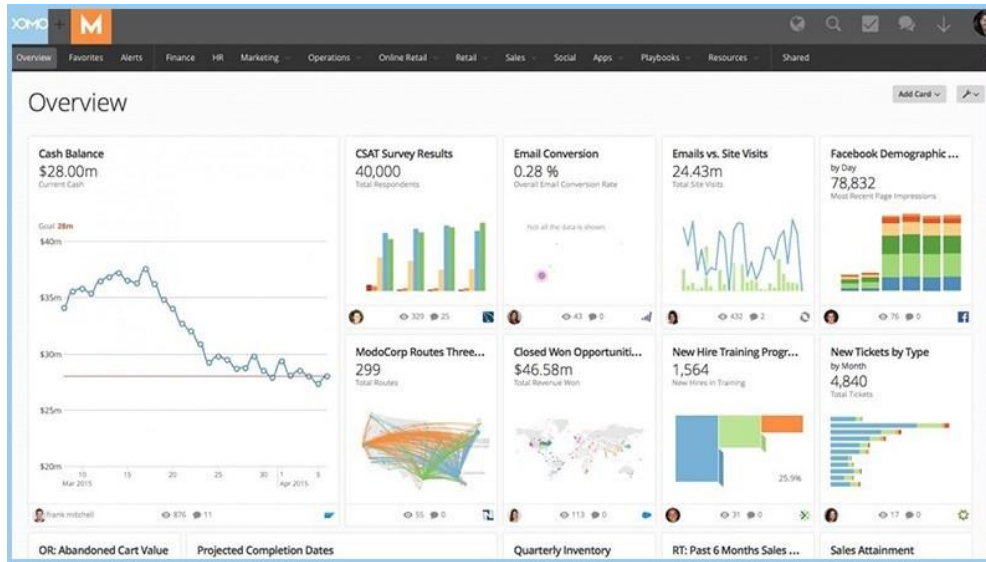 XOMO + M
Overview Favorites Alerts Finance HR Marketing Operations Online Retail Retail Sales Social Apps Playbooks Resources Shared
Overview
Add Card
Cash Balance
$28.00m
Current Cash
Goal 28m
$40m
$35m
$30m
$25m
$20m
10 15 20 25 30 1 5
Mar 2015 Apr 2015
frank mitchell 876 11
CSAT Survey Results
40,000
Total Respondents
329 25
Email Conversion
0.28 %
Overall Email Conversion Rate
Not all the data is shown
43 0
Emails vs. Site Visits
24.43m
Total Site Visits
432 2
Facebook Demographic ...
by Day
78,832
Most Recent Page Impressions
76 0
ModoCorp Routes Three...
299
Total Routes
55 0
Closed Won Opportuniti...
$46.58m
Total Revenue Won
113 0
New Hire Training Progr...
1,564
New Hires in Training
25.9%
31 0
New Tickets by Type
by Month
4,840
Total Tickets
17 0
OR: Abandoned Cart Value
Projected Completion Dates
Quarterly Inventory
RT: Past 6 Months Sales ...
Sales Attainment